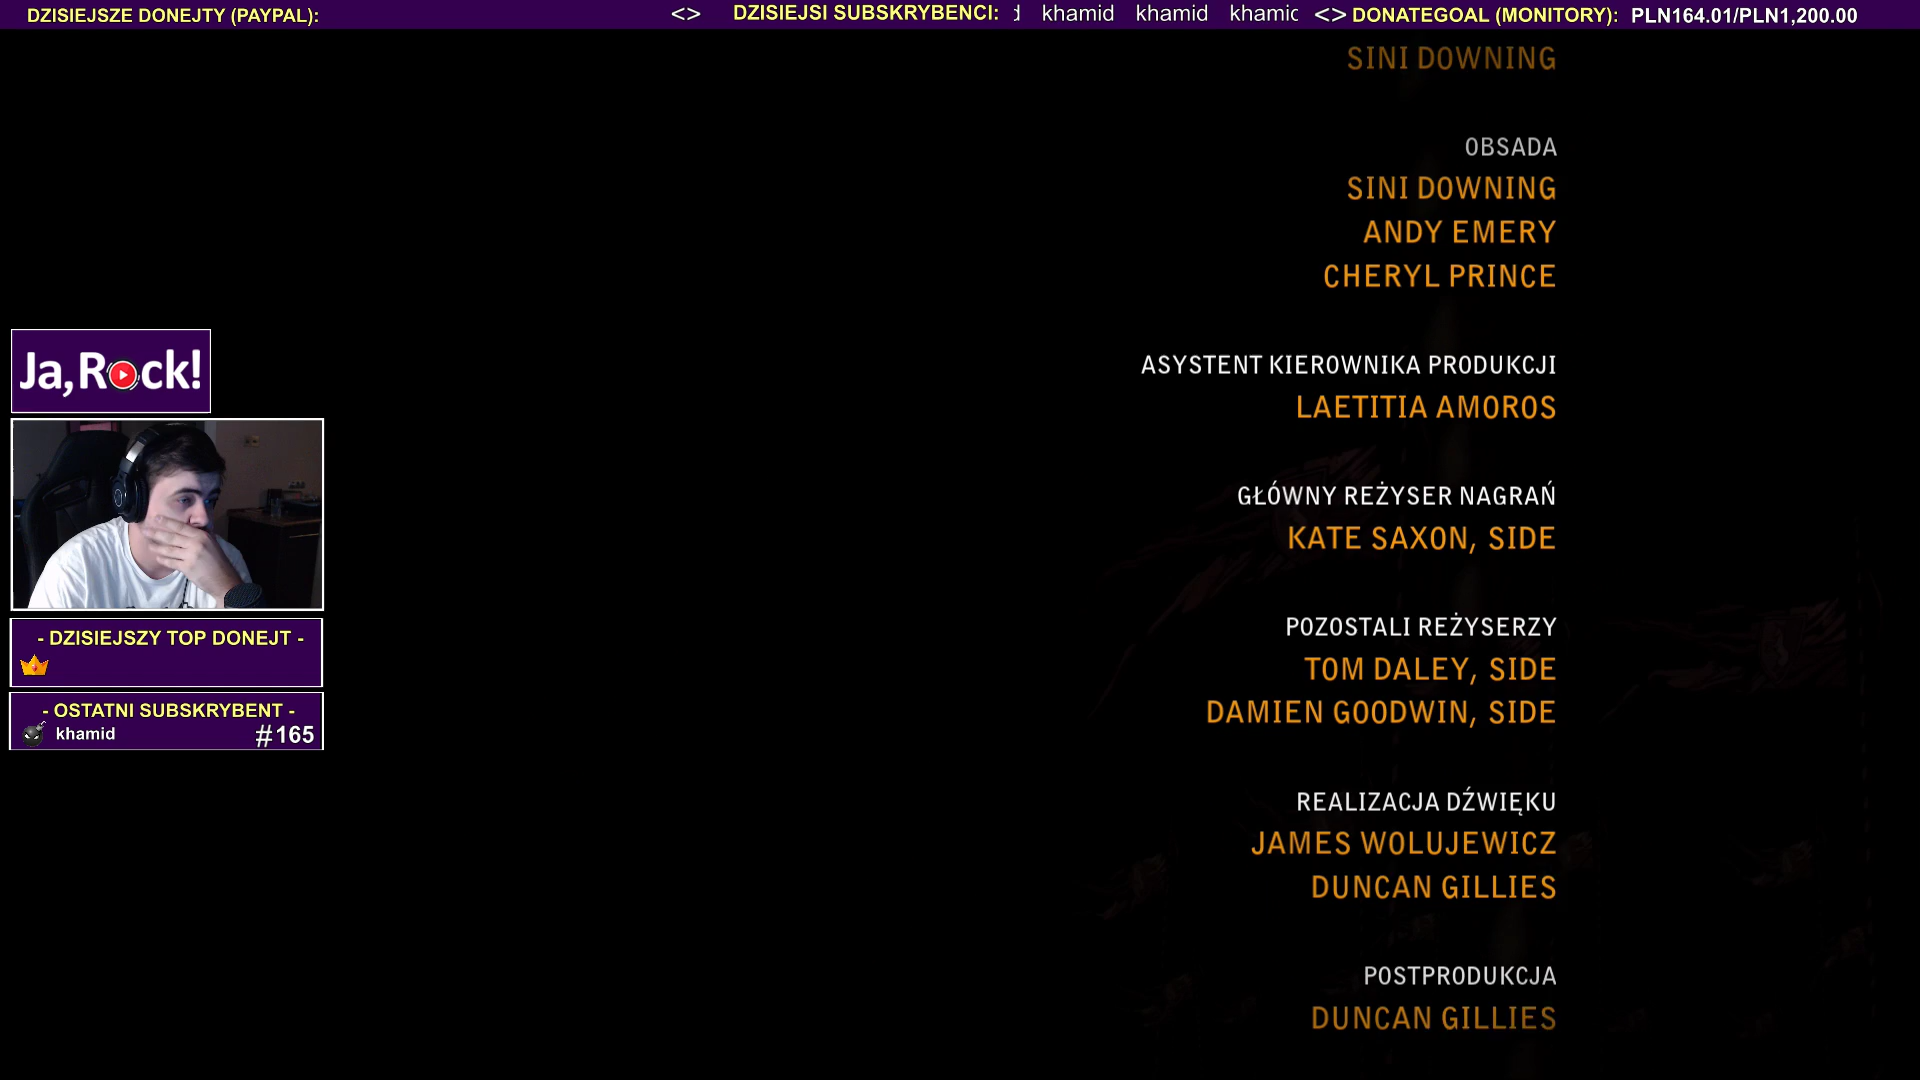 DZISIEJSZE DONEJTY (PAYPAL):
<> DZISIEJSI SUBSKRYBENCI: khamid khamid
<> DONATEGOAL (MONITORY): PLN164.01/PLN1,200.00
SINI DOWNING
OBSADA
SINI DOWNING
ANDY EMERY
CHERYL PRINCE
ASYSTENT KIEROWNIKA PRODUKCJI
LAETITIA AMOROS
GŁÓWNY REŻYSER NAGRAŃ
KATE SAXON, SIDE
POZOSTALI REŻYSERZY
TOM DALEY, SIDE
DAMIEN GOODWIN, SIDE
REALIZACJA DŹWIĘKU
JAMES WOLUJEWICZ
DUNCAN GILLIES
POSTPRODUKCJA
DUNCAN GILLIES
Ja,Rock!
- DZISIEJSZY TOP DONEJT -
- OSTATNI SUBSKRYBENT -
khamid #165